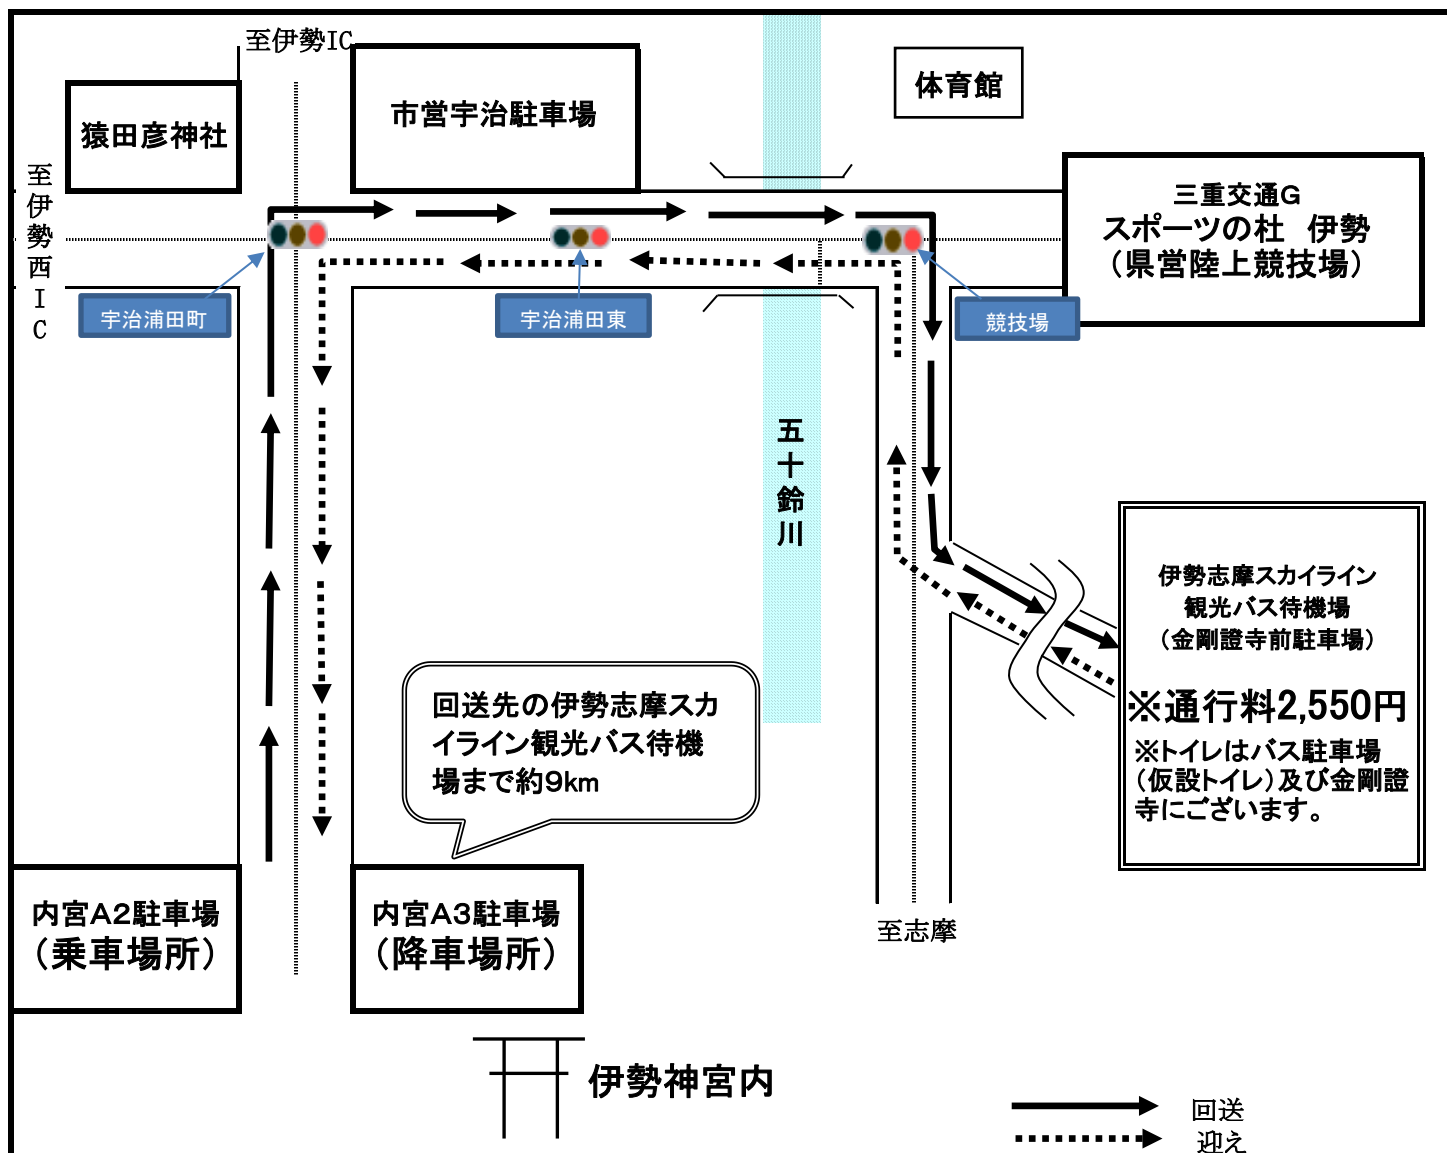 至伊勢IC
猿田彦神社
市営宇治駐車場
体育館
至伊勢西IC
三重交通G
スポーツの杜 伊勢
（県営陸上競技場）
宇治浦田町
宇治浦田東
競技場
五十鈴川
伊勢志摩スカイライン
観光バス待機場
（金剛證寺前駐車場）
※通行料2,550円
※トイレはバス駐車場
（仮設トイレ）及び金剛證
寺にございます。
回送先の伊勢志摩スカ
イライン観光バス待機
場まで約9km
内宮A2駐車場
（乗車場所）
内宮A3駐車場
（降車場所）
至志摩
伊勢神宮内
回送
迎え